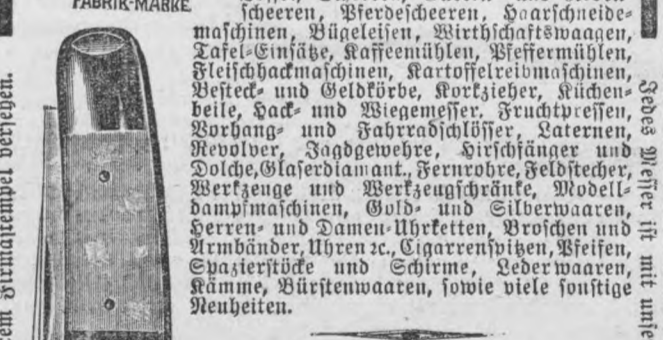 FABRIK-MARKE
scheeren, Pferdescheeren, Haarschneide-
maschinen, Bügeleisen, Wirthschaftswaagen,
Tafel-Einsätze, Kaffeemühlen, Pfeffermühlen,
Fleischhackmaschinen, Kartoffelreibmaschinen,
Besteck- und Geldkörbe, Korkzieher, Küchen-
beile, Hack- und Wiegemesser. Fruchtpressen,
Vorhang- und Fahrradschlösser, Laternen,
Revolver, Jagdgewehre, Hirschfänger und
Dolche, Glaserdiamant., Fernrohre, Feldstecher,
Werkzeuge und Werkzeugschränke, Modell-
dampfmaschinen, Gold- und Silberwaaren,
Herren- und Damen-Uhrketten, Broschen und
Armbänder, Uhren ꝛc., Cigarrenspitzen, Pfeifen,
Spazierstöcke und Schirme, Lederwaaren,
Kämme, Bürstenwaaren, sowie viele sonstige
Neuheiten.
Jedes Messer ist mit unse
rem Firmastempel versehen.